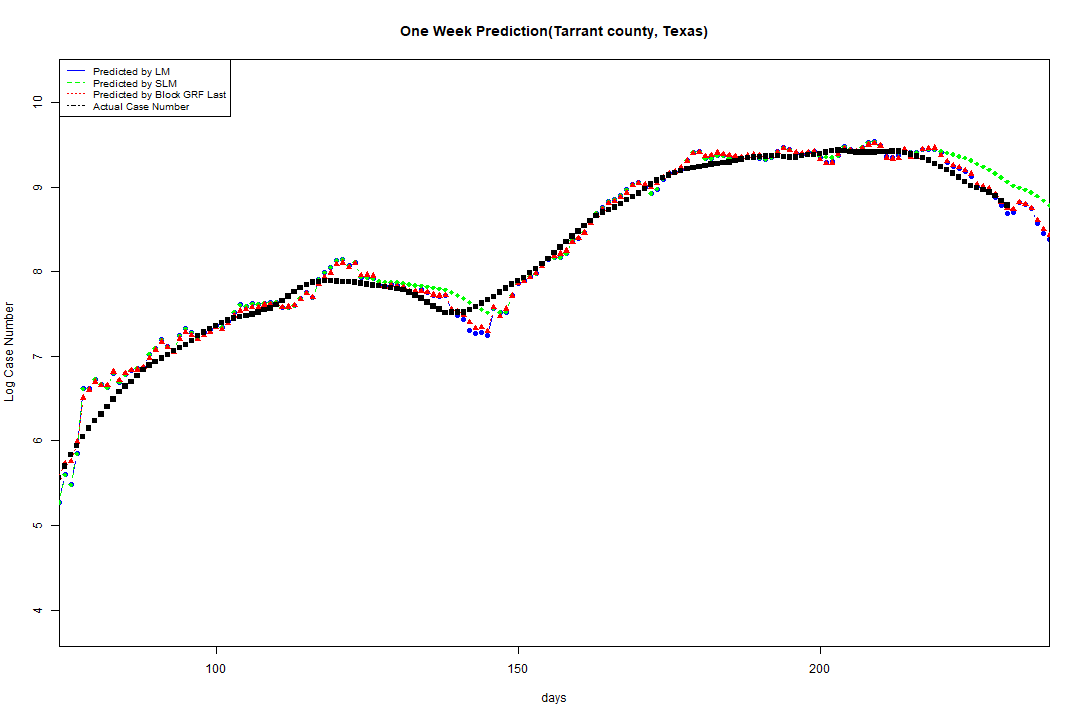 One Week Prediction(Tarrant county, Texas)
Predicted by LM
Predicted by SLM
Predicted by Block GRF Last
Actual Case Number
Log Case Number
10
9
8
7
6
5
4
100
150
200
days